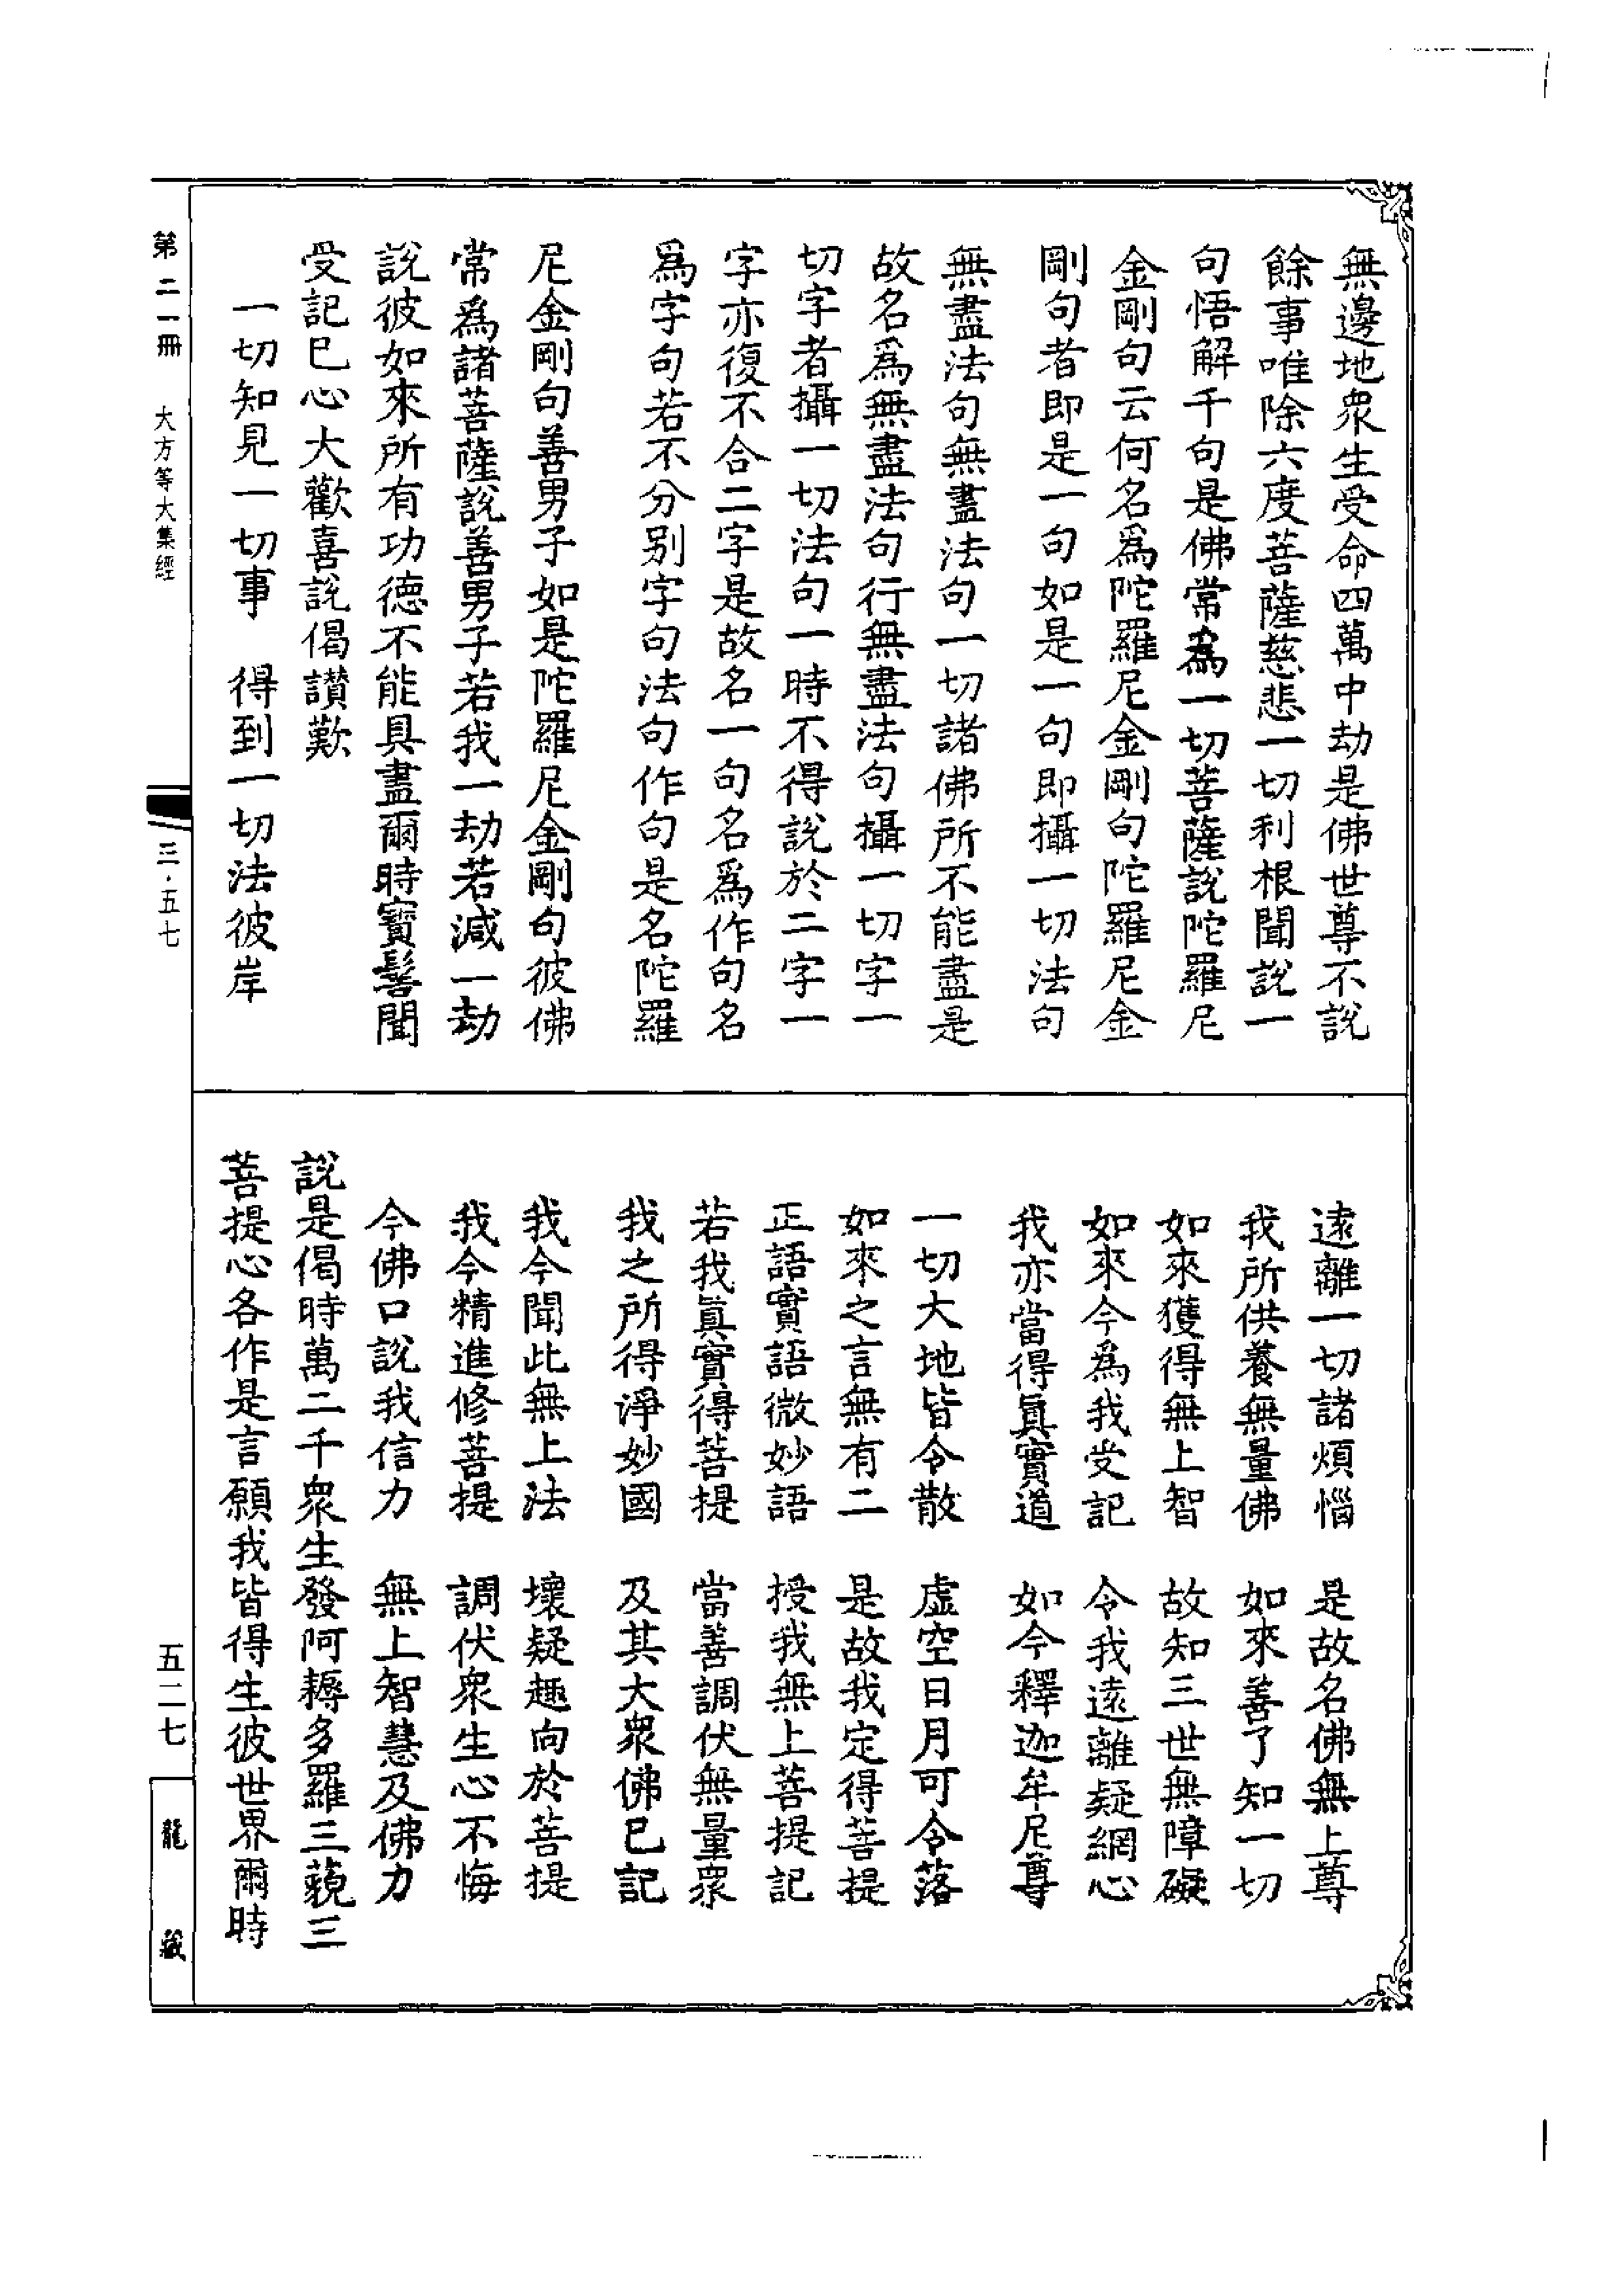 無邊地衆生受命四萬中劫是佛世尊不説
餘事唯除六度菩薩慈悲一切利根聞説一
句悟解千句是佛常爲一切菩薩説陀羅尼
金剛句云何名爲陀羅尼金剛句陀羅尼金
剛句者即是一句如是一句即攝一切法句
無盡法句無盡法句一切諸佛所不能盡是
故名爲無盡法句行無盡法句攝一切字一
切字者攝一切法句一時不得説於二字一
字亦復不合二字是故名一句名爲作句名
爲字句若不分别字句法句作句是名陀羅
尼金剛句善男子如是陀羅尼金剛句彼佛
常爲諸菩薩説善男子若我一劫若減一劫
説彼如來所有功德不能具盡爾時寶髻聞
受記已心大歡喜説偈讃歎
一切知見一切事　得到一切法彼岸
遠離一切諸煩惱　是故名佛無上尊
我所供養無量佛　如來善了知一切
如來獲得無上智　故知三世無障礙
如來今爲我受記　令我遠離疑網心
我亦當得眞實道　如今釋迦牟尼尊
一切大地皆令散　虛空日月可令落
如來之言無有二　是故我定得菩提
正語實語微妙語　授我無上菩提記
若我眞實得菩提　當善調伏無量衆
我之所得淨妙國　及其大衆佛已記
我今聞此無上法　壞疑趣向於菩提
我今精進修菩提　調伏衆生心不悔
今佛口説我信力　無上智慧及佛力
説是偈時萬二千衆生發阿耨多羅三藐三
菩提心各作是言願我皆得生彼世界爾時
第二一冊　大方等大集經
三·五七
五二七
龍藏